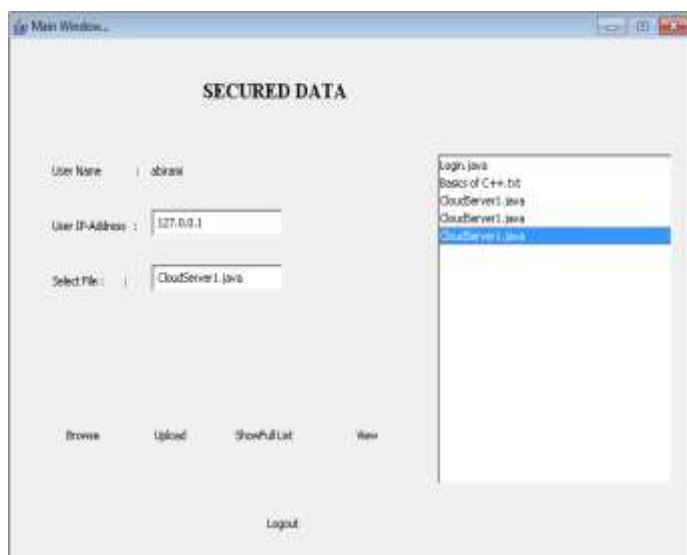 Main Window...
SECURED DATA
User Name : abirami
User IP-Address : 127.0.0.1
Select File : : CloudServer1.java
Login.java
Basics of C++.txt
CloudServer1.java
CloudServer1.java
CloudServer1.java
Browse Upload ShowFullList View
Logout